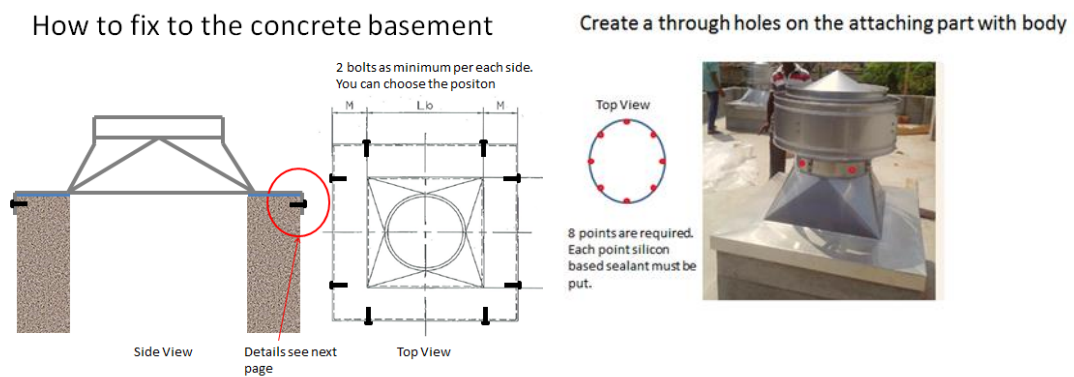 How to fix to the concrete basement
2 bolts as minimum per each side.
You can choose the positon
M
L.b
M
Side View
Details see next
page
Top View
Create a through holes on the attaching part with body
Top View
8 points are required.
Each point silicon
based sealant must be
put.